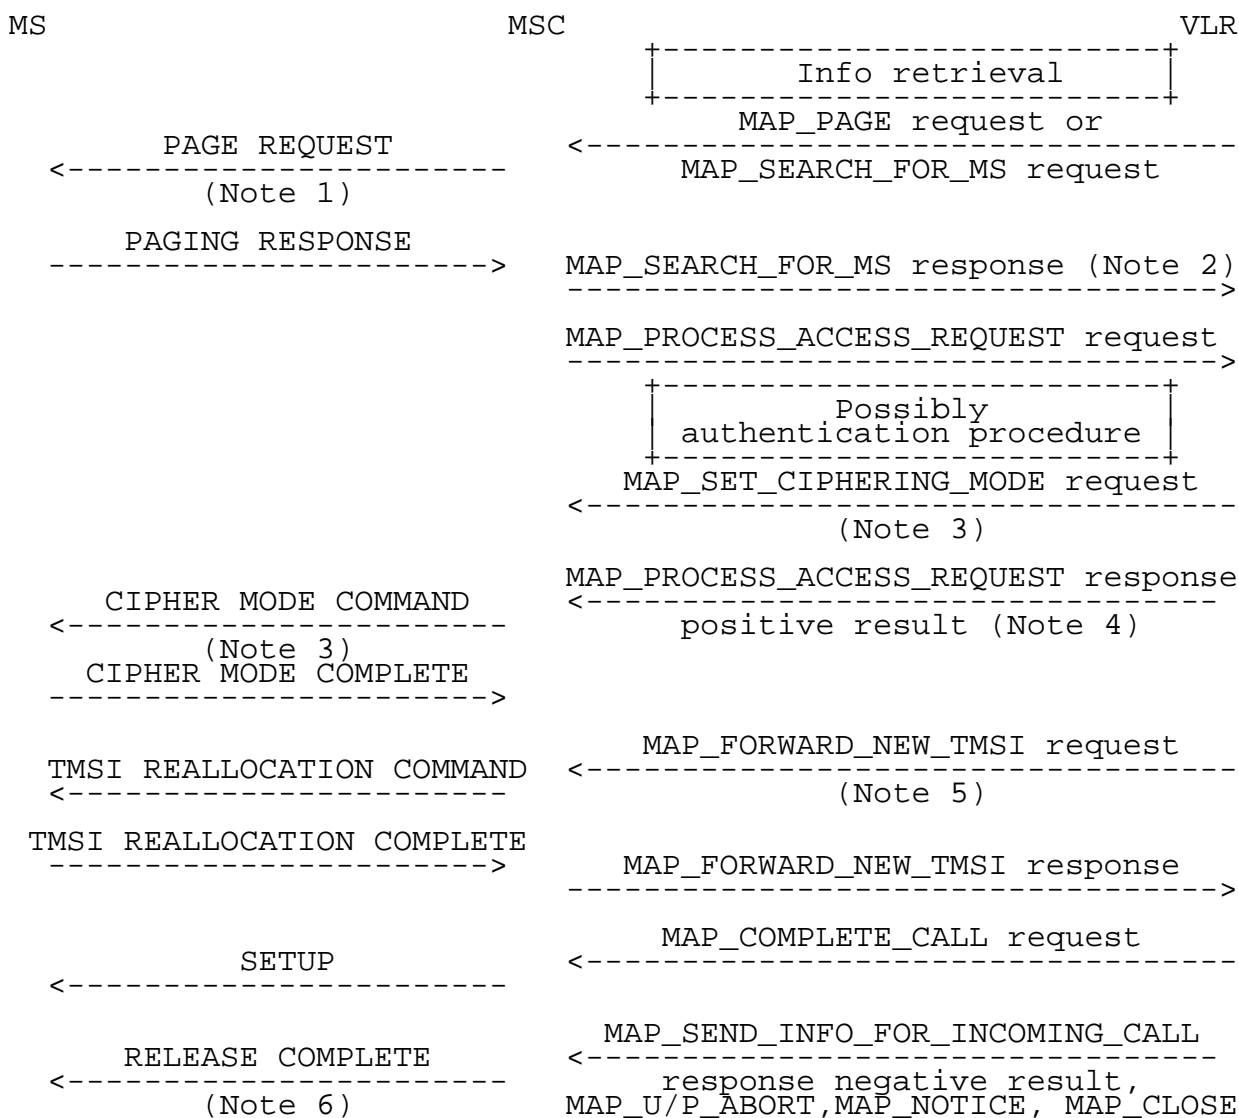 MS MSC VLR
+---------------------------+
| Info retrieval |
+---------------------------+
MAP_PAGE request or
PAGE REQUEST <----------------------------------
<----------------------- MAP_SEARCH_FOR_MS request
(Note 1)
PAGING RESPONSE
-----------------------> MAP_SEARCH_FOR_MS response (Note 2)
---------------------------------->
MAP_PROCESS_ACCESS_REQUEST request
---------------------------------->
+---------------------------+
| Possibly |
| authentication procedure |
+---------------------------+
MAP_SET_CIPHERING_MODE request
<----------------------------------
(Note 3)
MAP_PROCESS_ACCESS_REQUEST response
CIPHER MODE COMMAND <---------------------------------
<----------------------- positive result (Note 4)
(Note 3)
CIPHER MODE COMPLETE
----------------------->
MAP_FORWARD_NEW_TMSI request
TMSI REALLOCATION COMMAND <----------------------------------
<----------------------- (Note 5)
TMSI REALLOCATION COMPLETE
-----------------------> MAP_FORWARD_NEW_TMSI response
---------------------------------->
MAP_COMPLETE_CALL request
SETUP <----------------------------------
<-----------------------
MAP_SEND_INFO_FOR_INCOMING_CALL
RELEASE COMPLETE <---------------------------------
<----------------------- response negative result,
(Note 6) MAP_U/P_ABORT,MAP_NOTICE, MAP_CLOSE